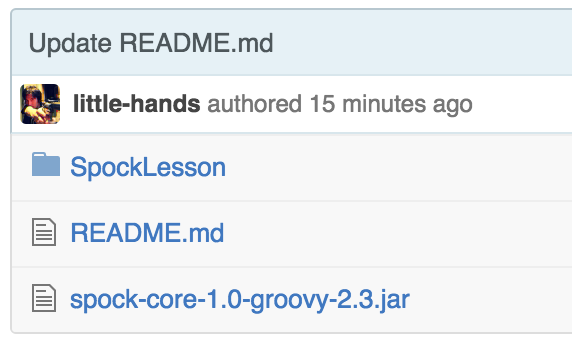 Update README.md
little-hands authored 15 minutes ago
SpockLesson
README.md
spock-core-1.0-groovy-2.3.jar